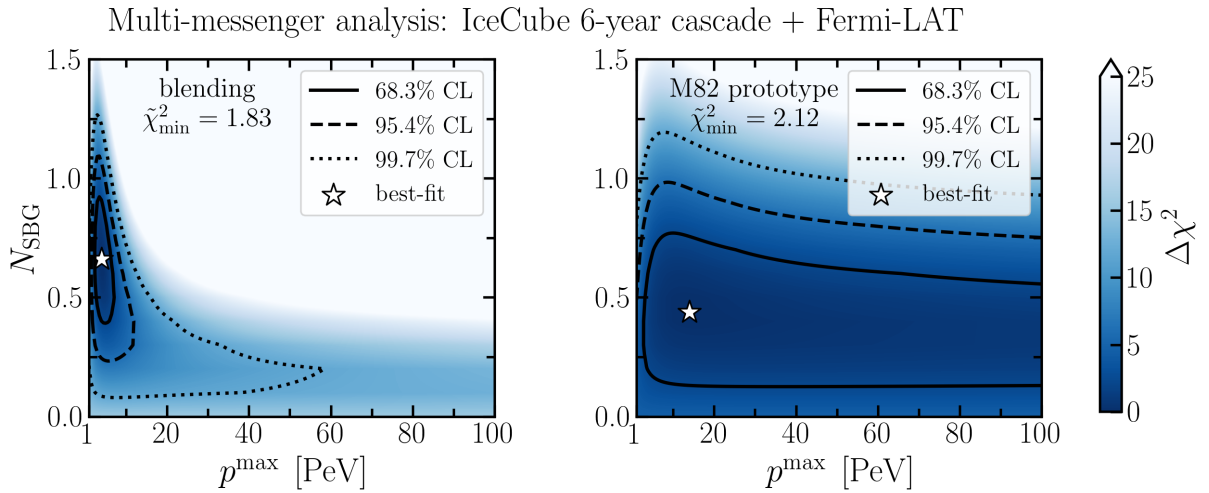 Multi-messenger analysis: IceCube 6-year cascade + Fermi-LAT
blending
χ̃²min = 1.83
68.3% CL
95.4% CL
99.7% CL
best-fit
1.5
1.0
0.5
0.0
N_SBG
1 20 40 60 80 100
p^max [PeV]
M82 prototype
χ̃²min = 2.12
68.3% CL
95.4% CL
99.7% CL
best-fit
1.5
1.0
0.5
0.0
1 20 40 60 80 100
p^max [PeV]
25
20
15
10
5
0
Δχ²